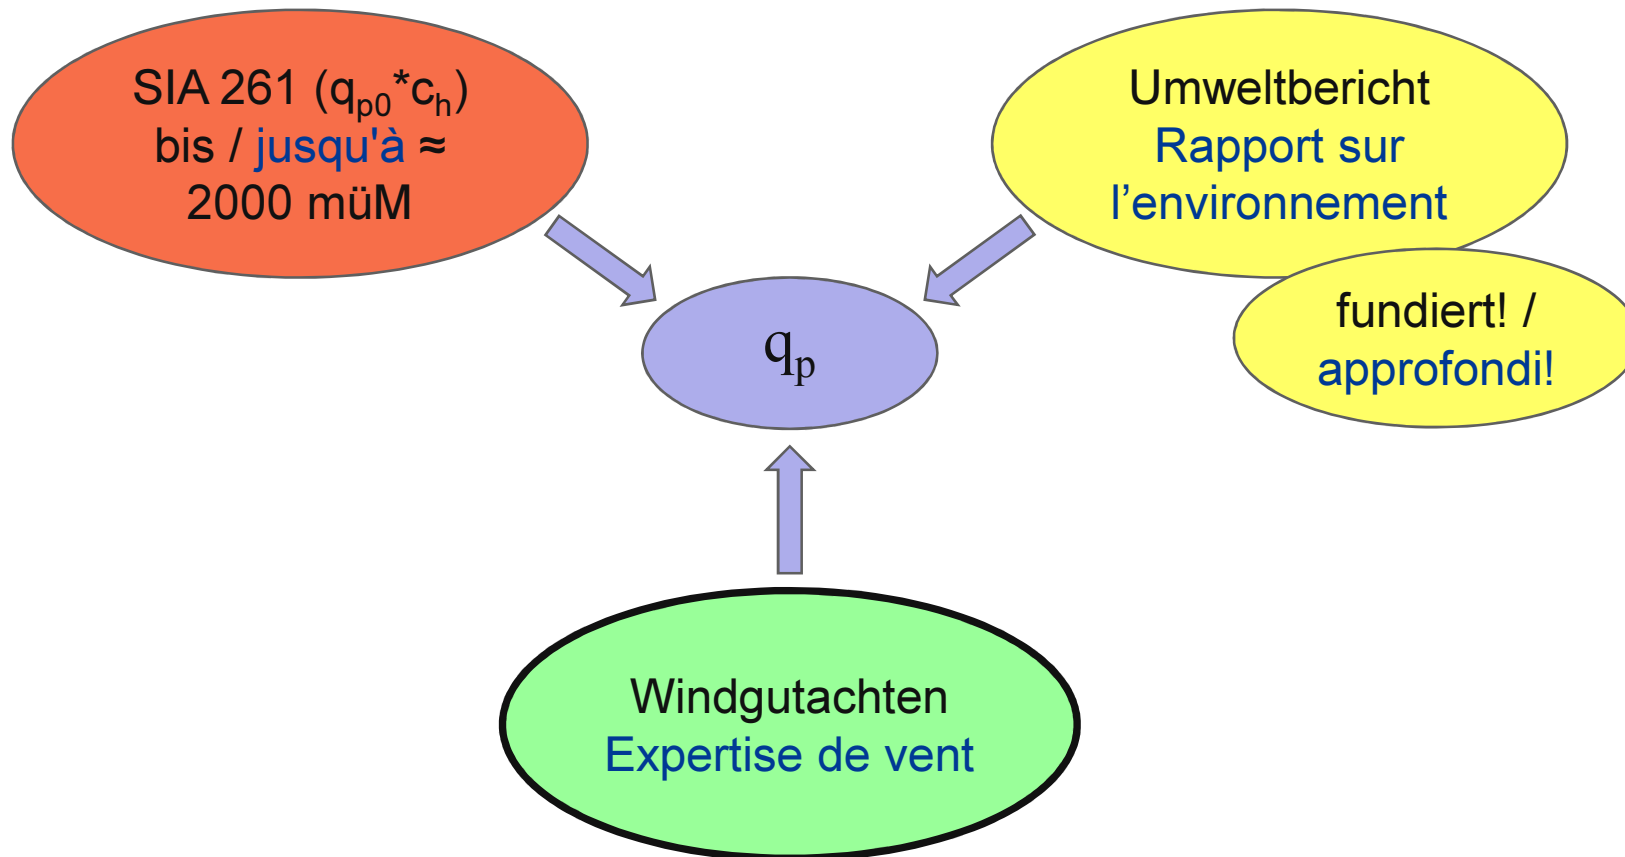 SIA 261 (qp0*ch)
bis / jusqu'à ≈
2000 müM
Umweltbericht
Rapport sur
l’environnement
fundiert! /
approfondi!
qp
Windgutachten
Expertise de vent